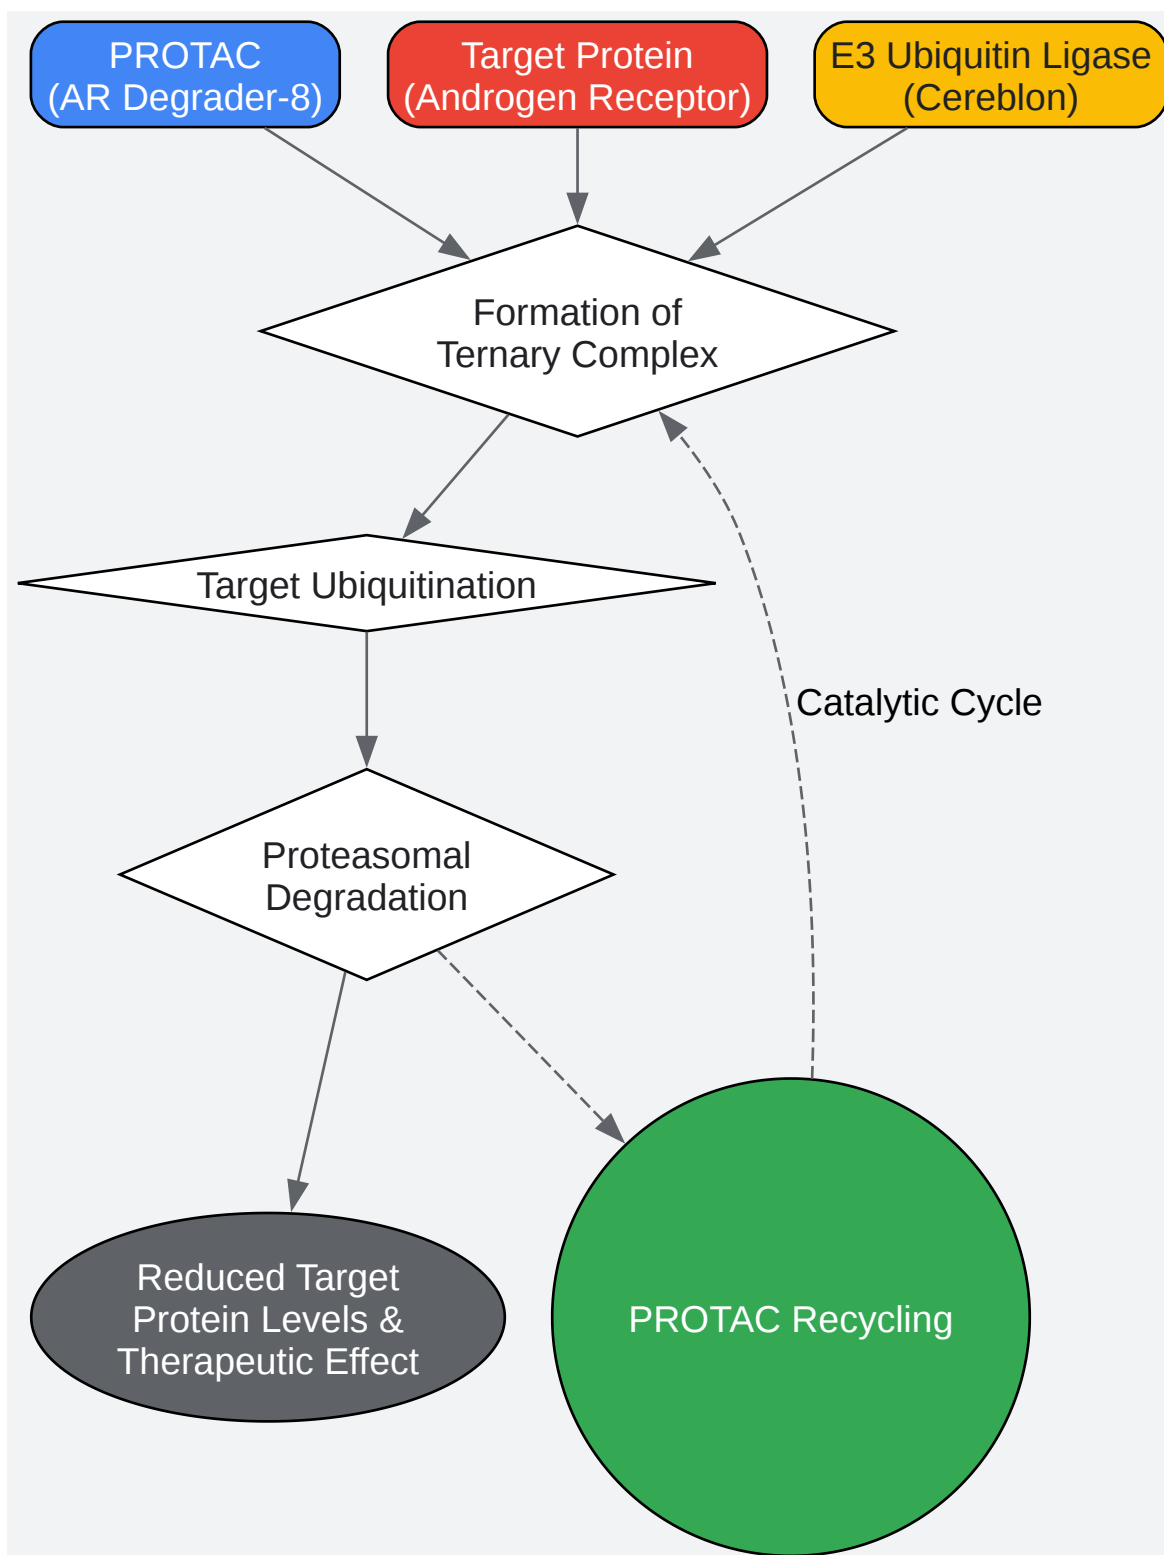 PROTAC
(AR Degrader-8)
Target Protein
(Androgen Receptor)
E3 Ubiquitin Ligase
(Cereblon)
Formation of
Ternary Complex
Target Ubiquitination
Catalytic Cycle
Proteasomal
Degradation
Reduced Target
Protein Levels &
Therapeutic Effect
PROTAC Recycling